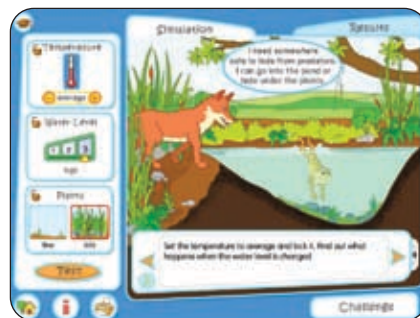 Simulation
Results
Temperature
average
Water Level
high
Plants
few
lots
Test
I need somewhere
safe to hide from predators.
I can go into the pond or
hide under the plants.
Set the temperature to average and lock it. Find out what
happens when the water level is changed
Challenge